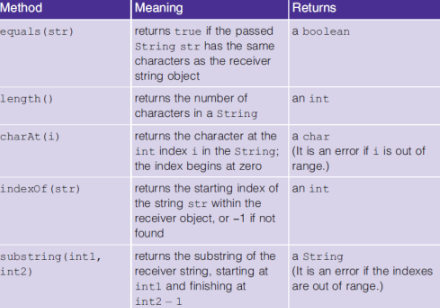 Method Meaning Returns
equals(str) returns true if the passed a boolean
String str has the same
characters as the receiver
string object
length() returns the number of an int
characters in a String
charAt(i) returns the character at the a char
int index i in the String; (It is an error if i is out of
the index begins at zero range.)
indexOf(str) returns the starting index of an int
the string str within the
receiver object, or −1 if not
found
substring(int1, returns the substring of the a String
int2) receiver string, starting at (It is an error if the indexes
int1 and finishing at are out of range.)
int2 − 1